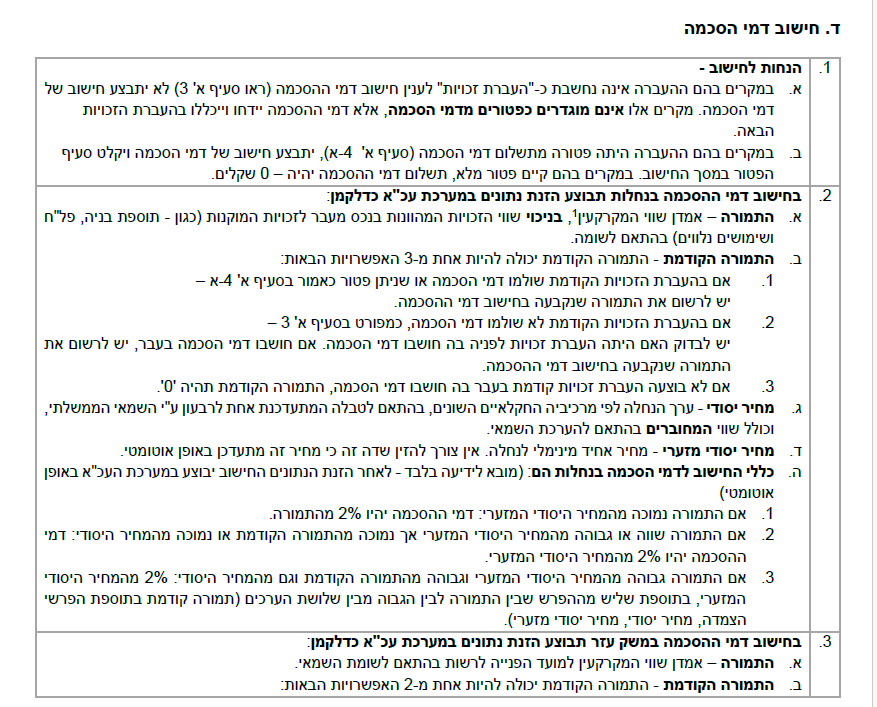 ד. חישוב דמי הסכמה
1. הנחות לחישוב -
א. במקרים בהם ההעברה אינה נחשבת כ-"העברת זכויות" לענין חישוב דמי ההסכמה (ראו סעיף א' 3) לא יתבצע חישוב של
דמי הסכמה. מקרים אלו אינם מוגדרים כפטורים מדמי הסכמה, אלא דמי ההסכמה יידחו וייכללו בהעברת הזכויות
הבאה.
ב. במקרים בהם ההעברה היתה פטורה מתשלום דמי הסכמה (סעיף א' 4-א), יתבצע חישוב של דמי הסכמה ויקלט סעיף
הפטור במסך החישוב. במקרים בהם קיים פטור מלא, תשלום דמי ההסכמה יהיה – 0 שקלים.
2. בחישוב דמי ההסכמה בנחלות תבוצע הזנת נתונים במערכת עכ"א כדלקמן:
א. התמורה – אמדן שווי המקרקעין1, בניכוי שווי הזכויות המהוונות בנכס מעבר לזכויות המוקנות (כגון - תוספת בניה, פל"ח
ושימושים נלווים) בהתאם לשומה.
ב. התמורה הקודמת - התמורה הקודמת יכולה להיות אחת מ-3 האפשרויות הבאות:
1. אם בהעברת הזכויות הקודמת שולמו דמי הסכמה או שניתן פטור כאמור בסעיף א' 4-א –
יש לרשום את התמורה שנקבעה בחישוב דמי ההסכמה.
2. אם בהעברת הזכויות הקודמת לא שולמו דמי הסכמה, כמפורט בסעיף א' 3 –
יש לבדוק האם היתה העברת זכויות לפניה בה חושבו דמי הסכמה. אם חושבו דמי הסכמה בעבר, יש לרשום את
התמורה שנקבעה בחישוב דמי ההסכמה.
3. אם לא בוצעה העברת זכויות קודמת בעבר בה חושבו דמי הסכמה, התמורה הקודמת תהיה '0'.
ג. מחיר יסודי - ערך הנחלה לפי מרכיביה החקלאיים השונים, בהתאם לטבלה המתעדכנת אחת לרבעון ע"י השמאי הממשלתי,
וכולל שווי המחוברים בהתאם להערכת השמאי.
ד. מחיר יסודי מזערי - מחיר אחיד מינימלי לנחלה. אין צורך להזין שדה זה כי מחיר זה מתעדכן באופן אוטומטי.
ה. כללי החישוב לדמי הסכמה בנחלות הם: (מובא לידיעה בלבד - לאחר הזנת הנתונים החישוב יבוצע במערכת העכ"א באופן
אוטומטי)
1. אם התמורה נמוכה מהמחיר היסודי המזערי: דמי ההסכמה יהיו 2% מהתמורה.
2. אם התמורה שווה או גבוהה מהמחיר היסודי המזערי אך נמוכה מהתמורה הקודמת או נמוכה מהמחיר היסודי: דמי
ההסכמה יהיו 2% מהמחיר היסודי המזערי.
3. אם התמורה גבוהה מהמחיר היסודי המזערי וגבוהה מהתמורה הקודמת וגם מהמחיר היסודי: 2% מהמחיר היסודי
המזערי, בתוספת שליש מההפרש שבין התמורה לבין הגבוה מבין שלושת הערכים (תמורה קודמת בתוספת הפרשי
הצמדה, מחיר יסודי, מחיר יסודי מזערי).
3. בחישוב דמי ההסכמה במשק עזר תבוצע הזנת נתונים במערכת עכ"א כדלקמן:
א. התמורה – אמדן שווי המקרקעין למועד הפנייה לרשות בהתאם לשומת השמאי.
ב. התמורה הקודמת - התמורה הקודמת יכולה להיות אחת מ-2 האפשרויות הבאות: